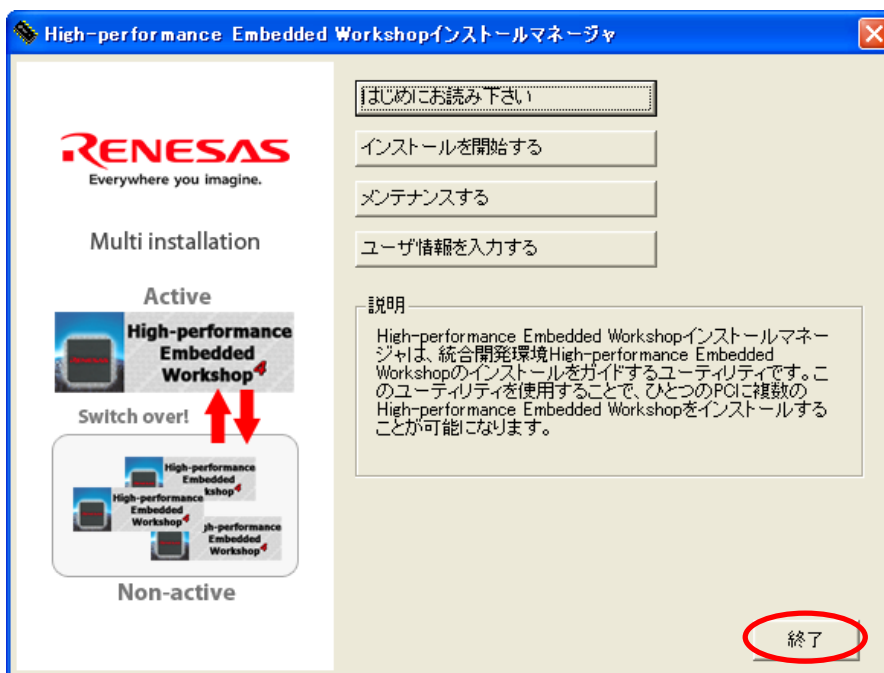 High-performance Embedded Workshopインストールマネージャ
RENESAS
Everywhere you imagine.
Multi installation
Active
High-performance
Embedded
Workshop4
Switch over!
High-performance
Embedded
kshop4
High-performance
Embedded
Workshop4
gh-performance
Embedded
Workshop4
Non-active
はじめにお読み下さい
インストールを開始する
メンテナンスする
ユーザ情報を入力する
説明
High-performance Embedded Workshopインストールマネー
ジャは、統合開発環境High-performance Embedded
Workshopのインストールをガイドするユーティリティです。こ
のユーティリティを使用することで、ひとつのPCに複数の
High-performance Embedded Workshopをインストールする
ことが可能になります。
終了